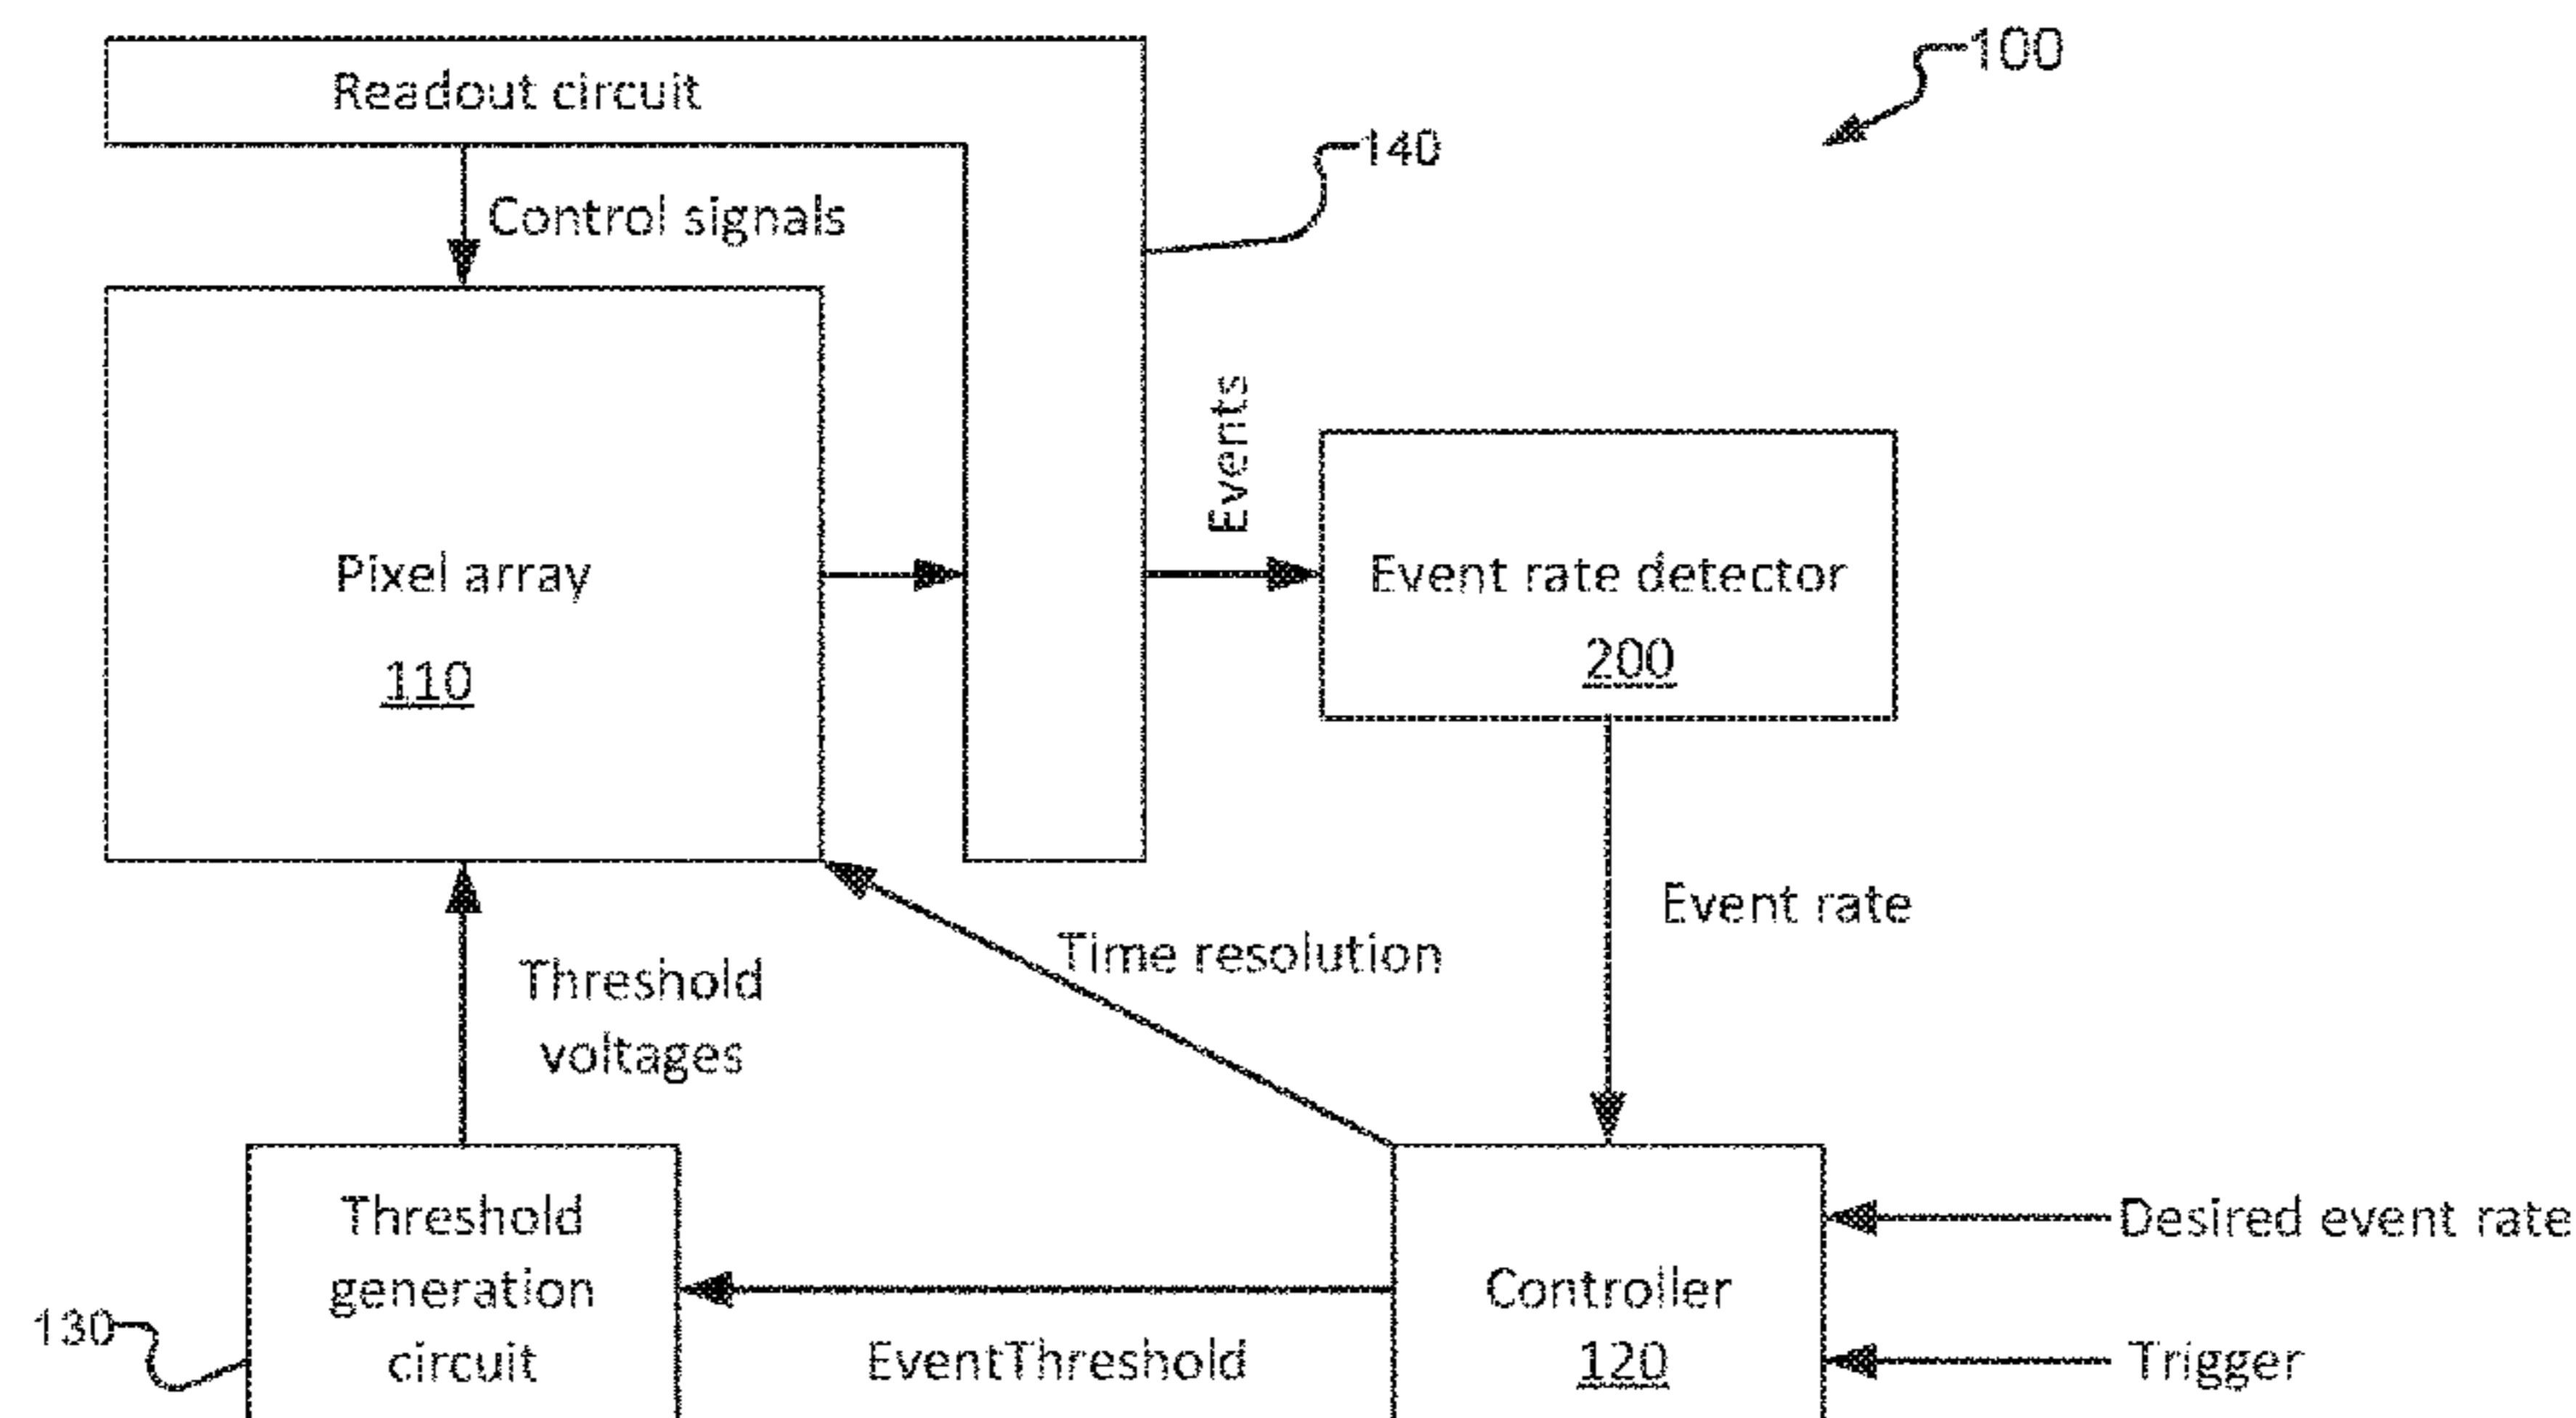 Readout circuit
100
140
Control signals
Events
Pixel array
110
Event rate detector
200
Event rate
Time resolution
Threshold
voltages
Threshold
generation
circuit
130
EventThreshold
Controller
120
Desired event rate
Trigger